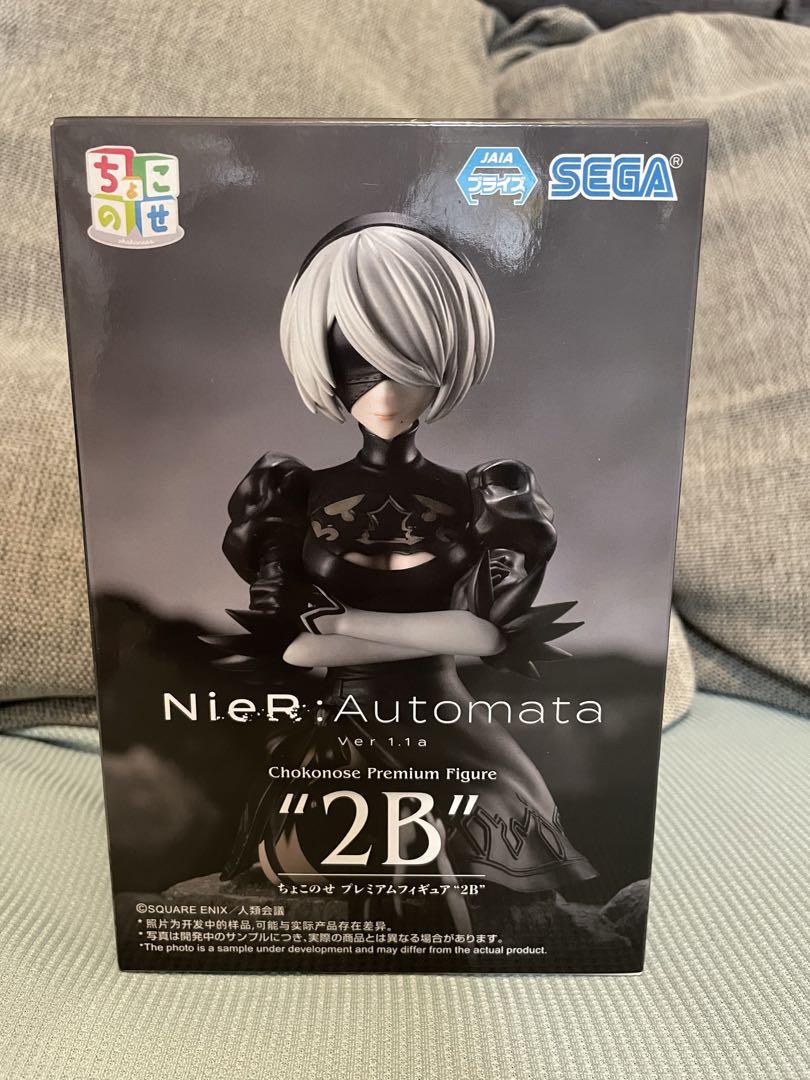 ちょこ
のせ
chokonose
JAIA
プライズ
SEGA®
NieR:Automata
Ver 1.1a
Chokonose Premium Figure
"2B"
ちょこのせ プレミアムフィギュア"2B"
©SQUARE ENIX/人類会議
* 照片为开发中的样品,可能与实际产品存在差异。
* 写真は開発中のサンプルにつき、実際の商品とは異なる場合があります。
*The photo is a sample under development and may differ from the actual product.